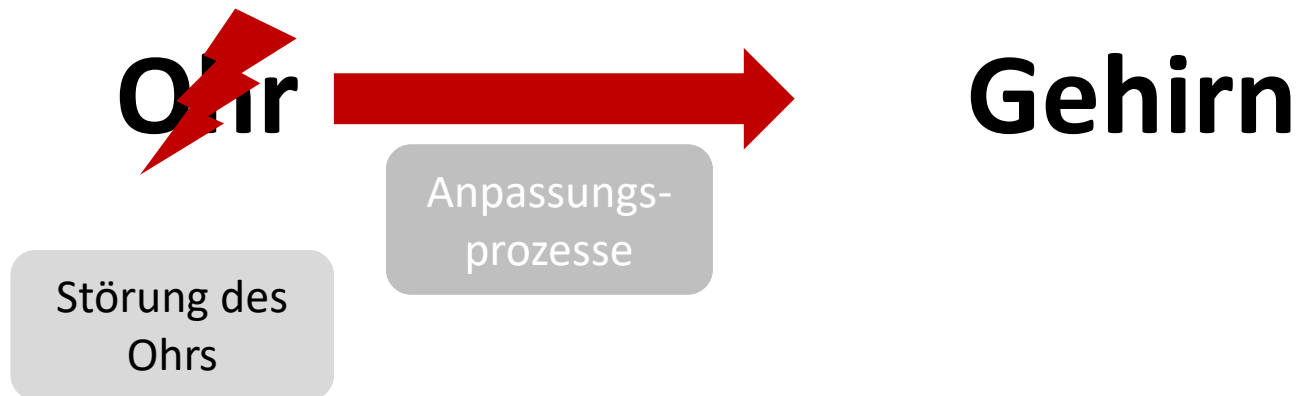 Ohr
Gehirn
Anpassungs-
prozesse
Störung des
Ohrs